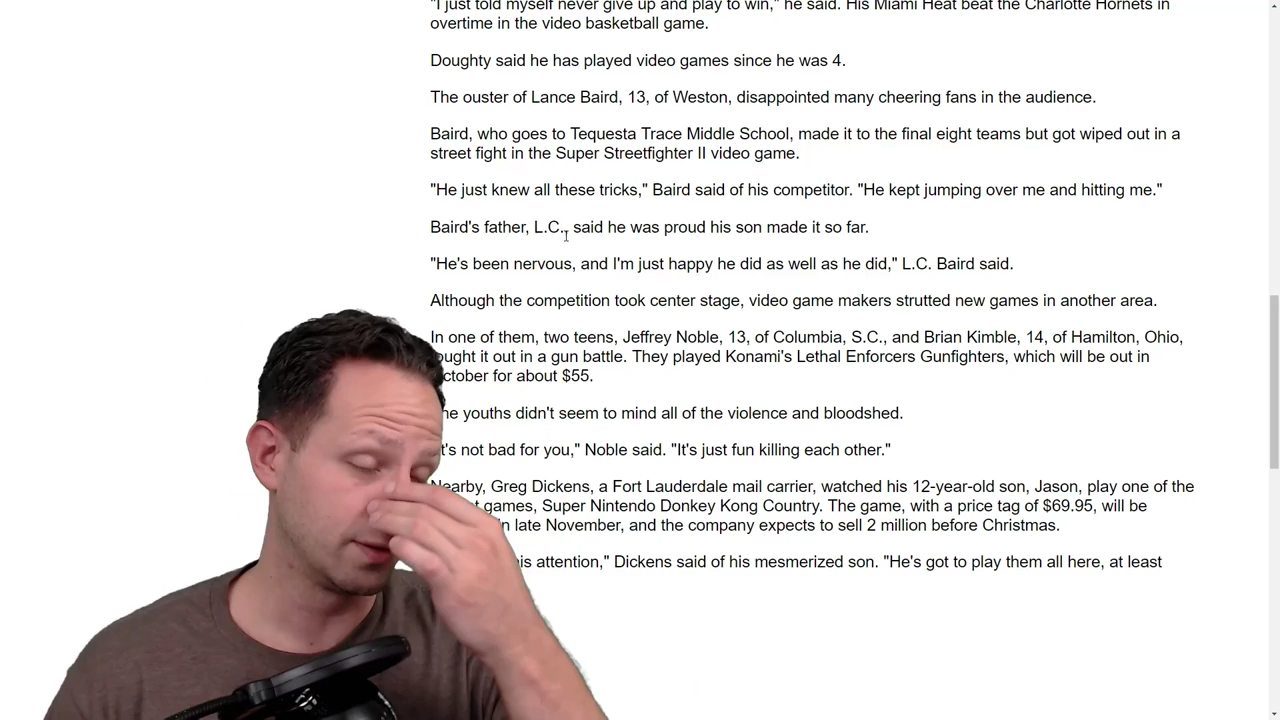 "I just told myself never give up and play to win," he said. His Miami Heat beat the Charlotte Hornets in
overtime in the video basketball game.
Doughty said he has played video games since he was 4.
The ouster of Lance Baird, 13, of Weston, disappointed many cheering fans in the audience.
Baird, who goes to Tequesta Trace Middle School, made it to the final eight teams but got wiped out in a
street fight in the Super Streetfighter II video game.
"He just knew all these tricks," Baird said of his competitor. "He kept jumping over me and hitting me."
Baird's father, L.C., said he was proud his son made it so far.
"He's been nervous, and I'm just happy he did as well as he did," L.C. Baird said.
Although the competition took center stage, video game makers strutted new games in another area.
In one of them, two teens, Jeffrey Noble, 13, of Columbia, S.C., and Brian Kimble, 14, of Hamilton, Ohio,
ought it out in a gun battle. They played Konami's Lethal Enforcers Gunfighters, which will be out in
ctober for about $55.
he youths didn't seem to mind all of the violence and bloodshed.
t's not bad for you," Noble said. "It's just fun killing each other."
Nearby, Greg Dickens, a Fort Lauderdale mail carrier, watched his 12-year-old son, Jason, play one of the
games, Super Nintendo Donkey Kong Country. The game, with a price tag of $69.95, will be
n late November, and the company expects to sell 2 million before Christmas.
is attention," Dickens said of his mesmerized son. "He's got to play them all here, at least